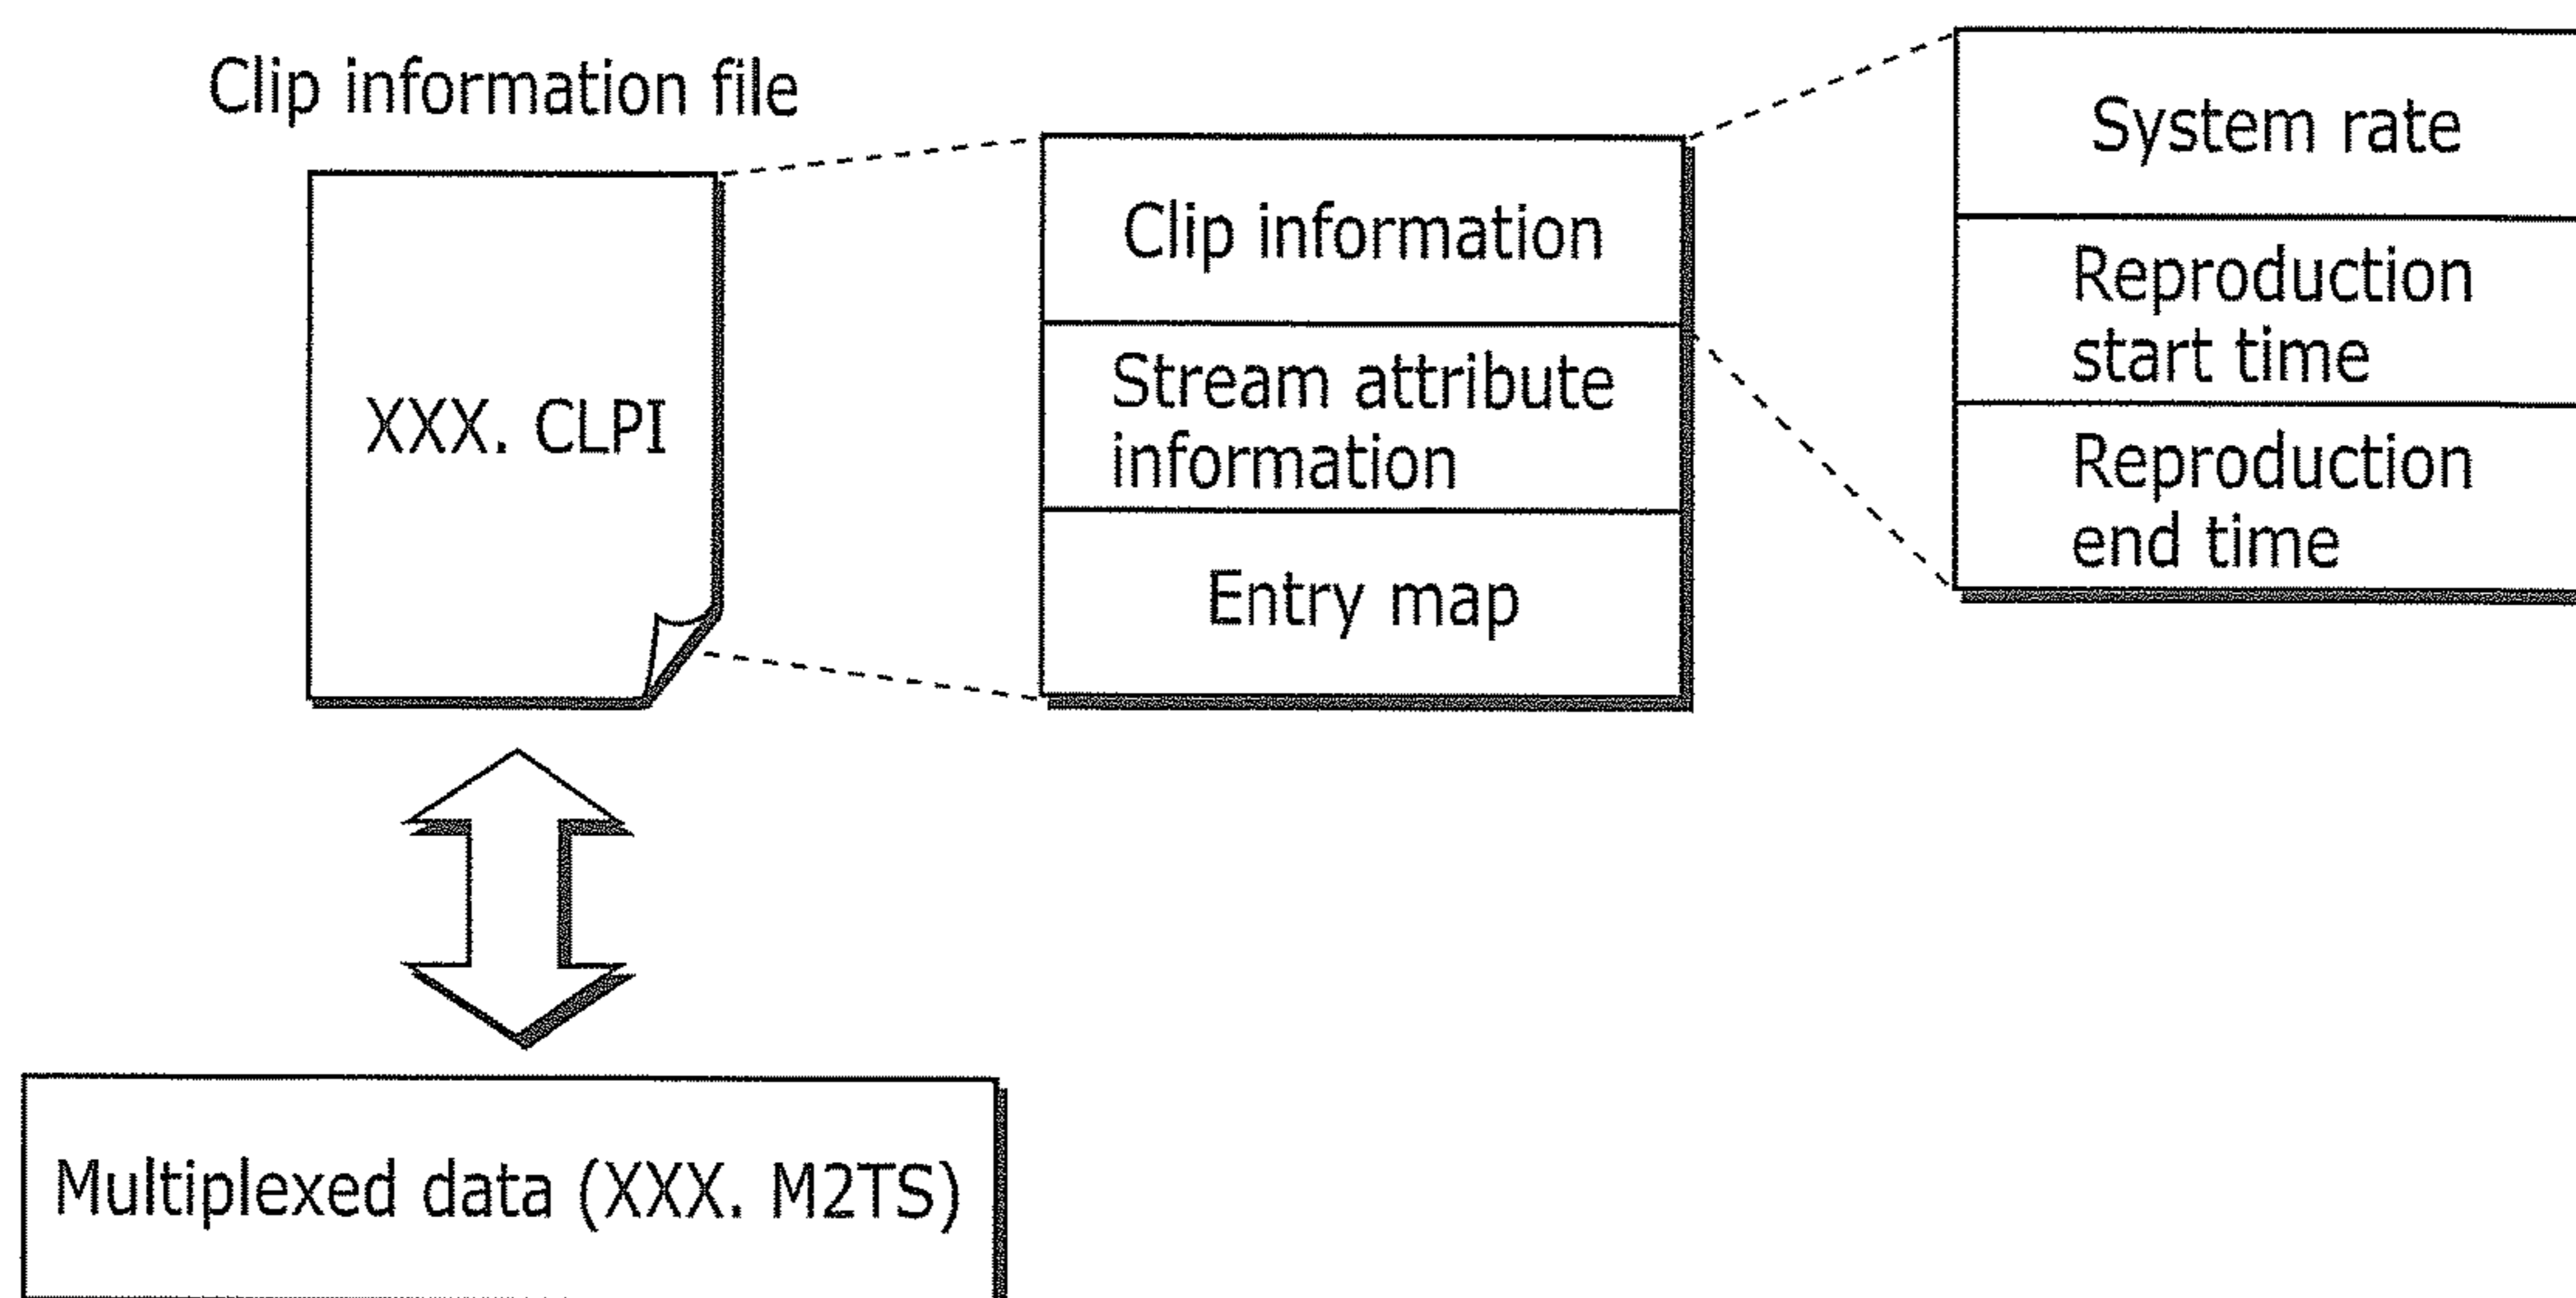 Clip information file
XXX. CLPI
Clip information
Stream attribute
information
Entry map
System rate
Reproduction
start time
Reproduction
end time
Multiplexed data (XXX. M2TS)